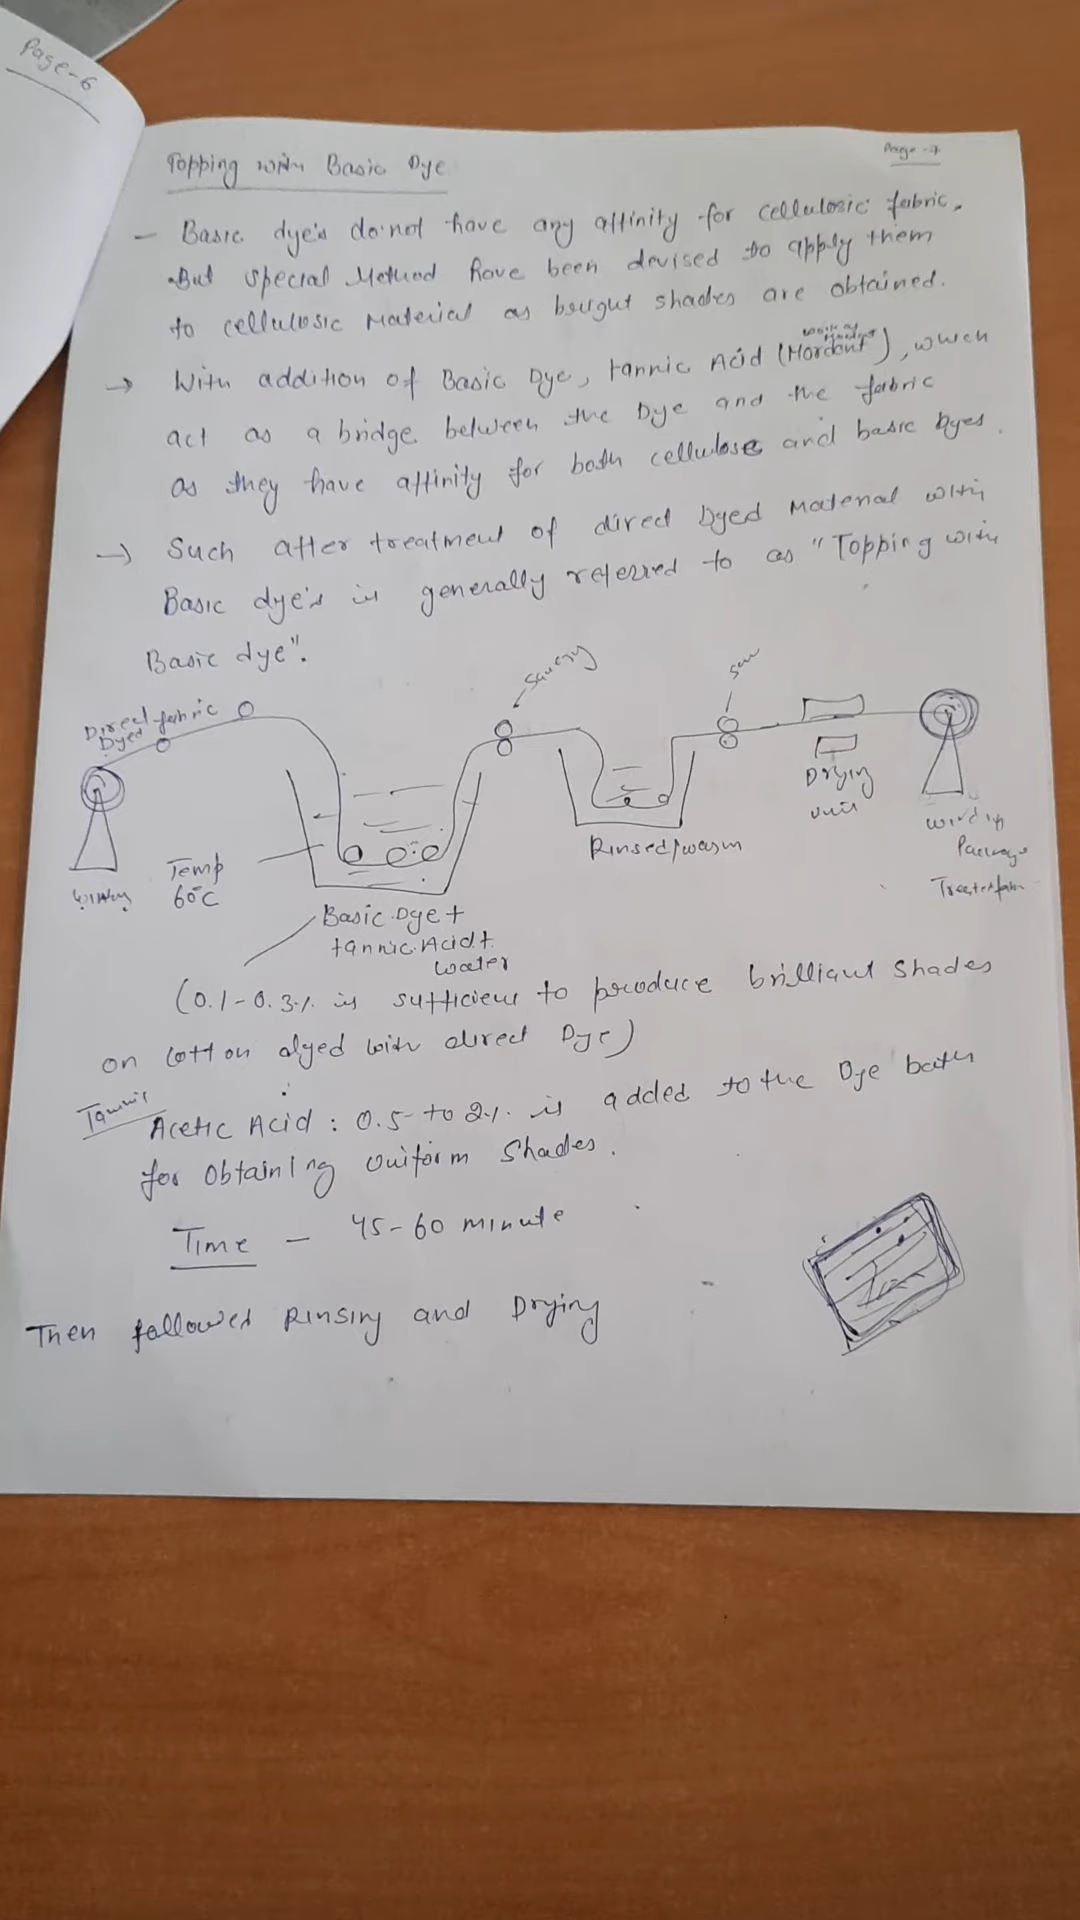 Page-6
Page-7
Topping with Basic Dye
- Basic dye's do not have any affinity for cellulosic fabric.
But special Method have been devised to apply them
to cellulosic Material as bright shades are obtained.
→ With addition of Basic Dye, tannic Acid (Mordant), which
act as a bridge between the Dye and the fabric
as they have affinity for both cellulose and basic Dyes.
→ Such after treatment of direct Dyed Material with
Basic dye's is generally referred to as "Topping with
Basic dye".
Squezing
Direct fabric
Dyed
Drying
unit
Rinsed/warm
Winding
Package
Temp
60°C
Basic Dye +
tannic Acid +
water
(0.1-0.3% is sufficient to produce brilliant shades
on cotton dyed with direct Dye)
Tannic
Acetic Acid : 0.5 to 2% is added to the Dye bath
for obtaining Uniform Shades.
Time - 45-60 minute
Then followed Rinsing and Drying